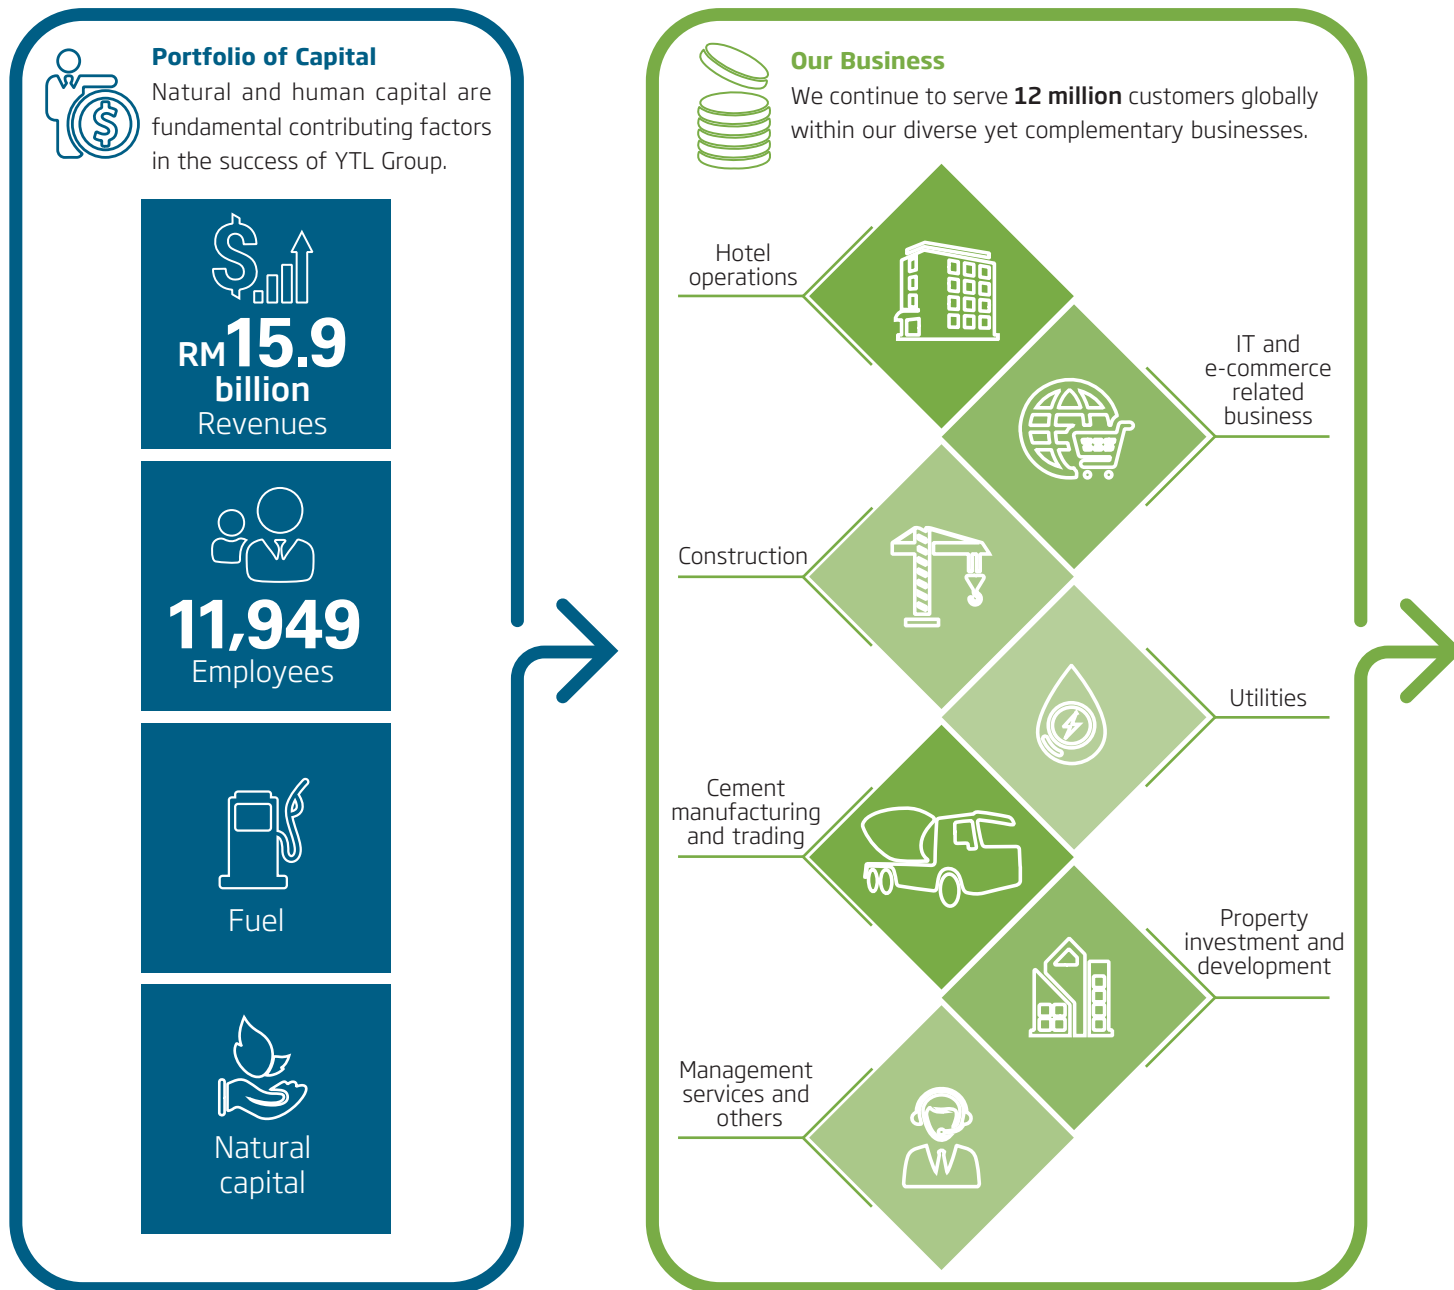 Portfolio of Capital
Natural and human capital are
fundamental contributing factors
in the success of YTL Group.
RM15.9
billion
Revenues
11,949
Employees
Fuel
Natural
capital
Our Business
We continue to serve 12 million customers globally
within our diverse yet complementary businesses.
Hotel
operations
IT and
e-commerce
related
business
Construction
Utilities
Cement
manufacturing
and trading
Property
investment and
development
Management
services and
others